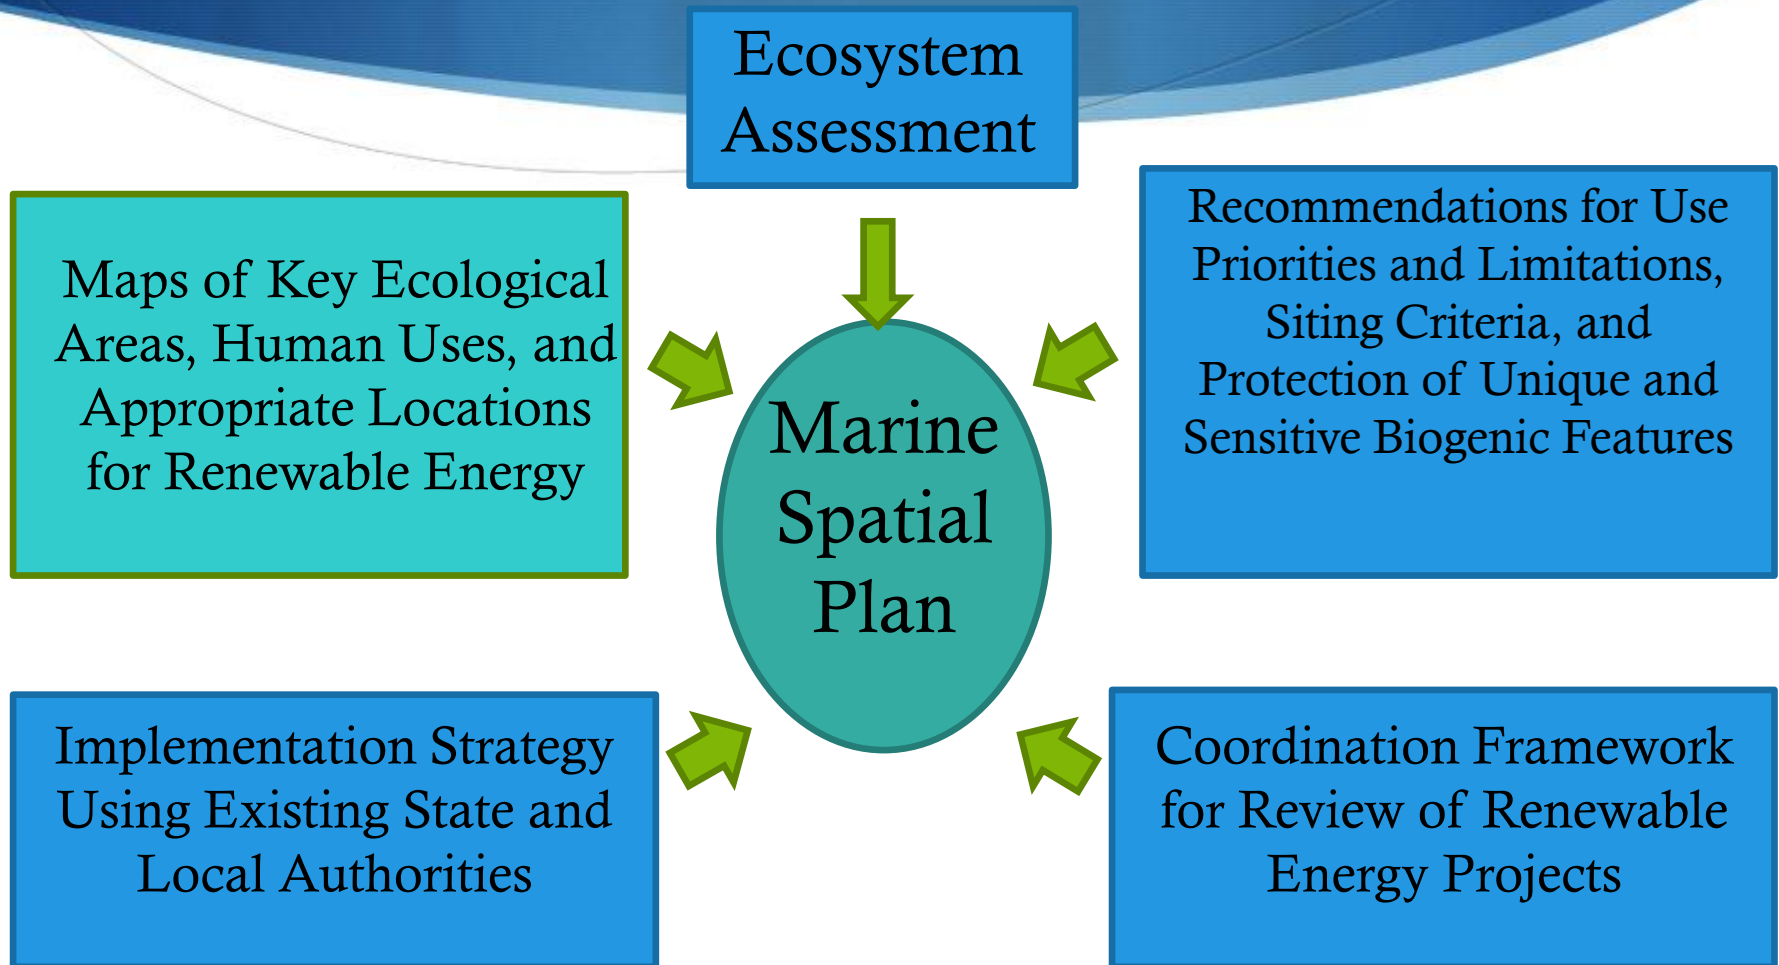 Ecosystem
Assessment
Maps of Key Ecological
Areas, Human Uses, and
Appropriate Locations
for Renewable Energy
Recommendations for Use
Priorities and Limitations,
Siting Criteria, and
Protection of Unique and
Sensitive Biogenic Features
Marine
Spatial
Plan
Implementation Strategy
Using Existing State and
Local Authorities
Coordination Framework
for Review of Renewable
Energy Projects